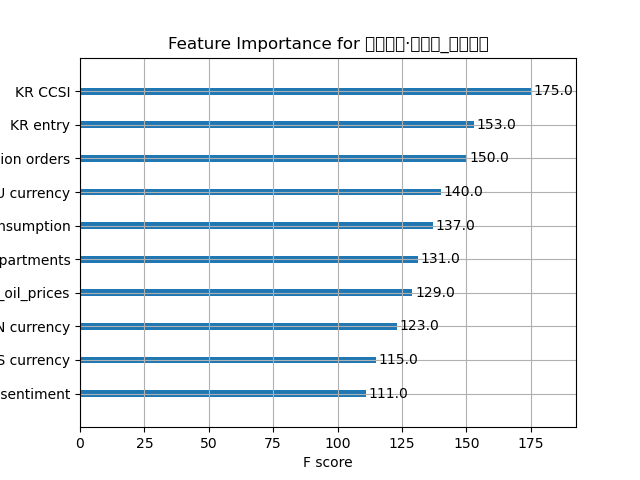 Feature Importance for ·_
KR CCSI
175.0
KR entry
153.0
ion orders
150.0
U currency
140.0
nsumption
137.0
partments
131.0
_oil_prices
129.0
N currency
123.0
S currency
115.0
sentiment
111.0
0 25 50 75 100 125 150 175
F score